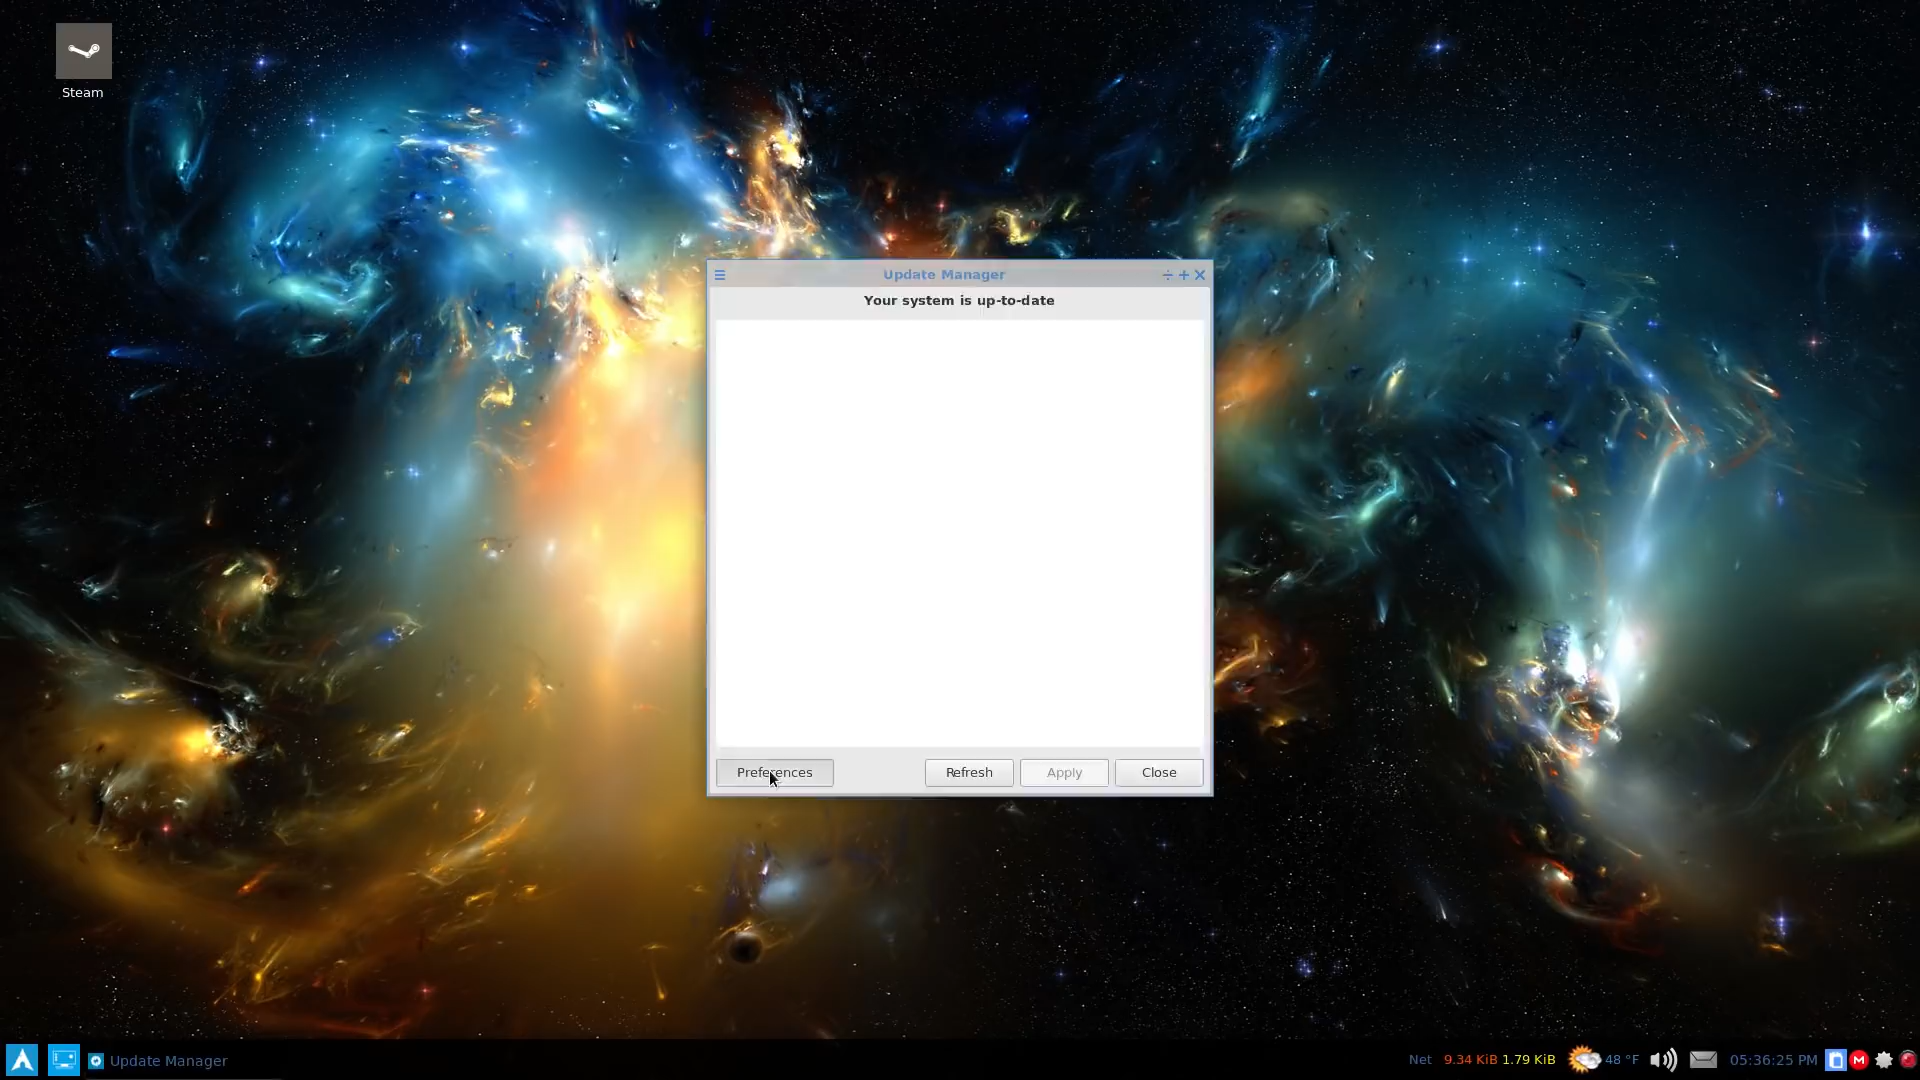 Steam
Update Manager
Your system is up-to-date
Preferences
Refresh
Apply
Close
Update Manager
Net 9.34 KiB 1.79 KiB
48 °F
05:36:25 PM
M